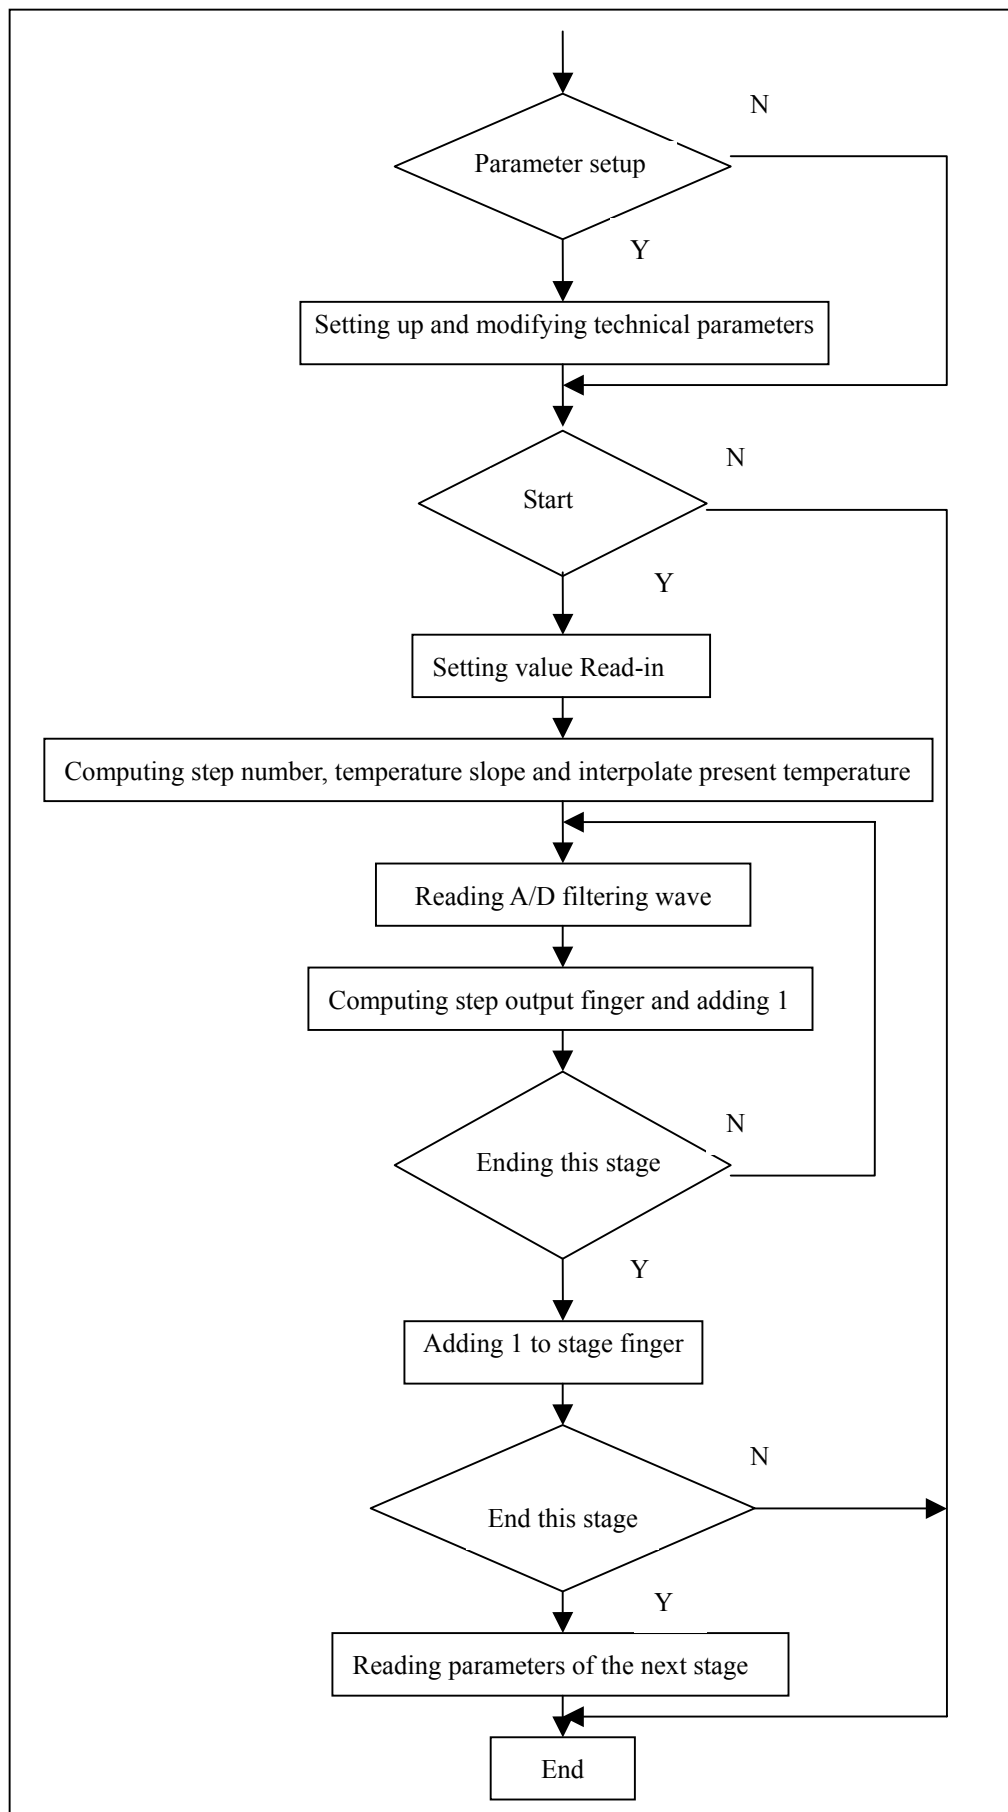 N
Parameter setup
Y
Setting up and modifying technical parameters
N
Start
Y
Setting value Read-in
Computing step number, temperature slope and interpolate present temperature
Reading A/D filtering wave
Computing step output finger and adding 1
N
Ending this stage
Y
Adding 1 to stage finger
N
End this stage
Y
Reading parameters of the next stage
End